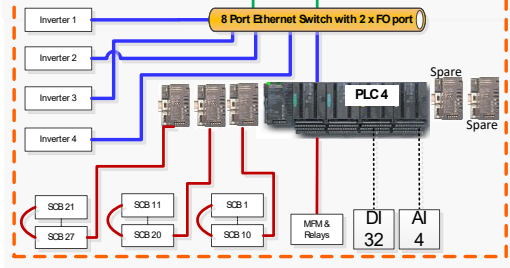 Inverter 1
8 Port Ethernet Switch with 2 x FO port
Inverter 2
Inverter 3
Inverter 4
PLC 4
Spare
Spare
SCB 21
SCB 27
SCB 11
SCB 20
SCB 1
SCB 10
MFM &
Relays
DI
32
AI
4